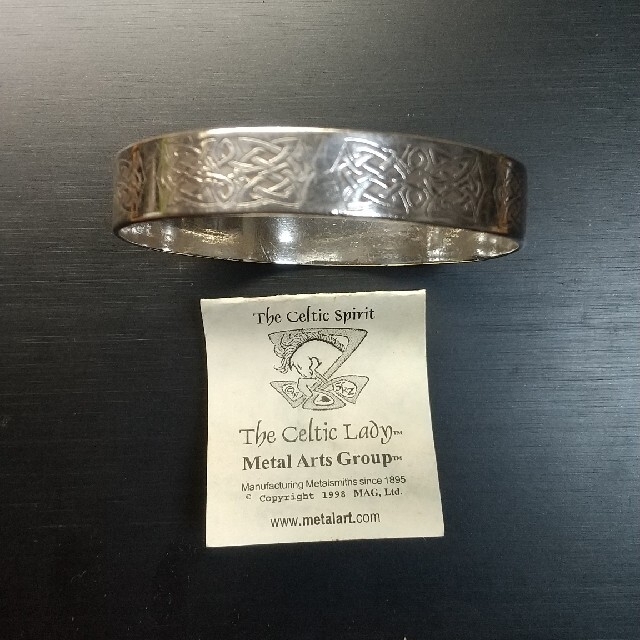 The Celtic Spirit
The Celtic Lady™
Metal Arts Group™
Manufacturing Metalsmiths since 1895
© Copyright 1998 MAG, Ltd.
www.metalart.com